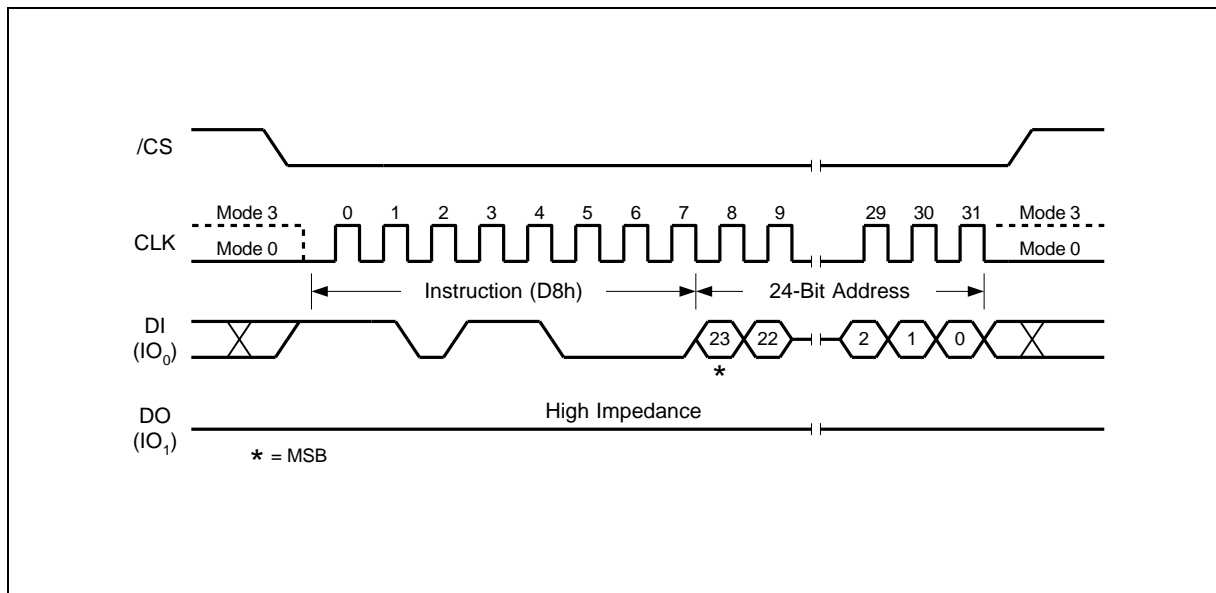 /CS
Mode 3 0 1 2 3 4 5 6 7 8 9 29 30 31 Mode 3
CLK
Mode 0 Mode 0
Instruction (D8h) 24-Bit Address
DI
(IO0) 23 22 2 1 0
*
High Impedance
DO
(IO1)
* = MSB